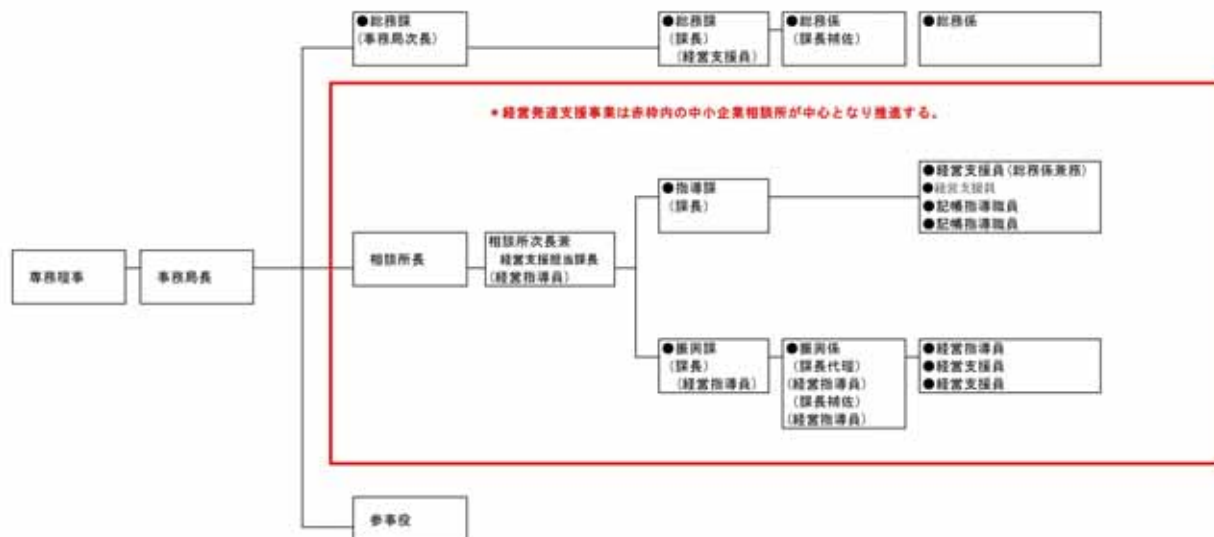 ●総務課
(事務局次長)
●総務課
(課長)
(経営支援員)
●総務係
(課長補佐)
●総務係
*経営発達支援事業は赤枠内の中小企業相談所が中心となり推進する。
専務理事
事務局長
相談所長
相談所次長兼
経営支援担当課長
(経営指導員)
●指導課
(課長)
●経営支援員(総務係兼務)
●経営支援員
●記帳指導職員
●記帳指導職員
●振興課
(課長)
(経営指導員)
●振興係
(課長代理)
(経営指導員)
(課長補佐)
(経営指導員)
●経営指導員
●経営支援員
●経営支援員
参事役